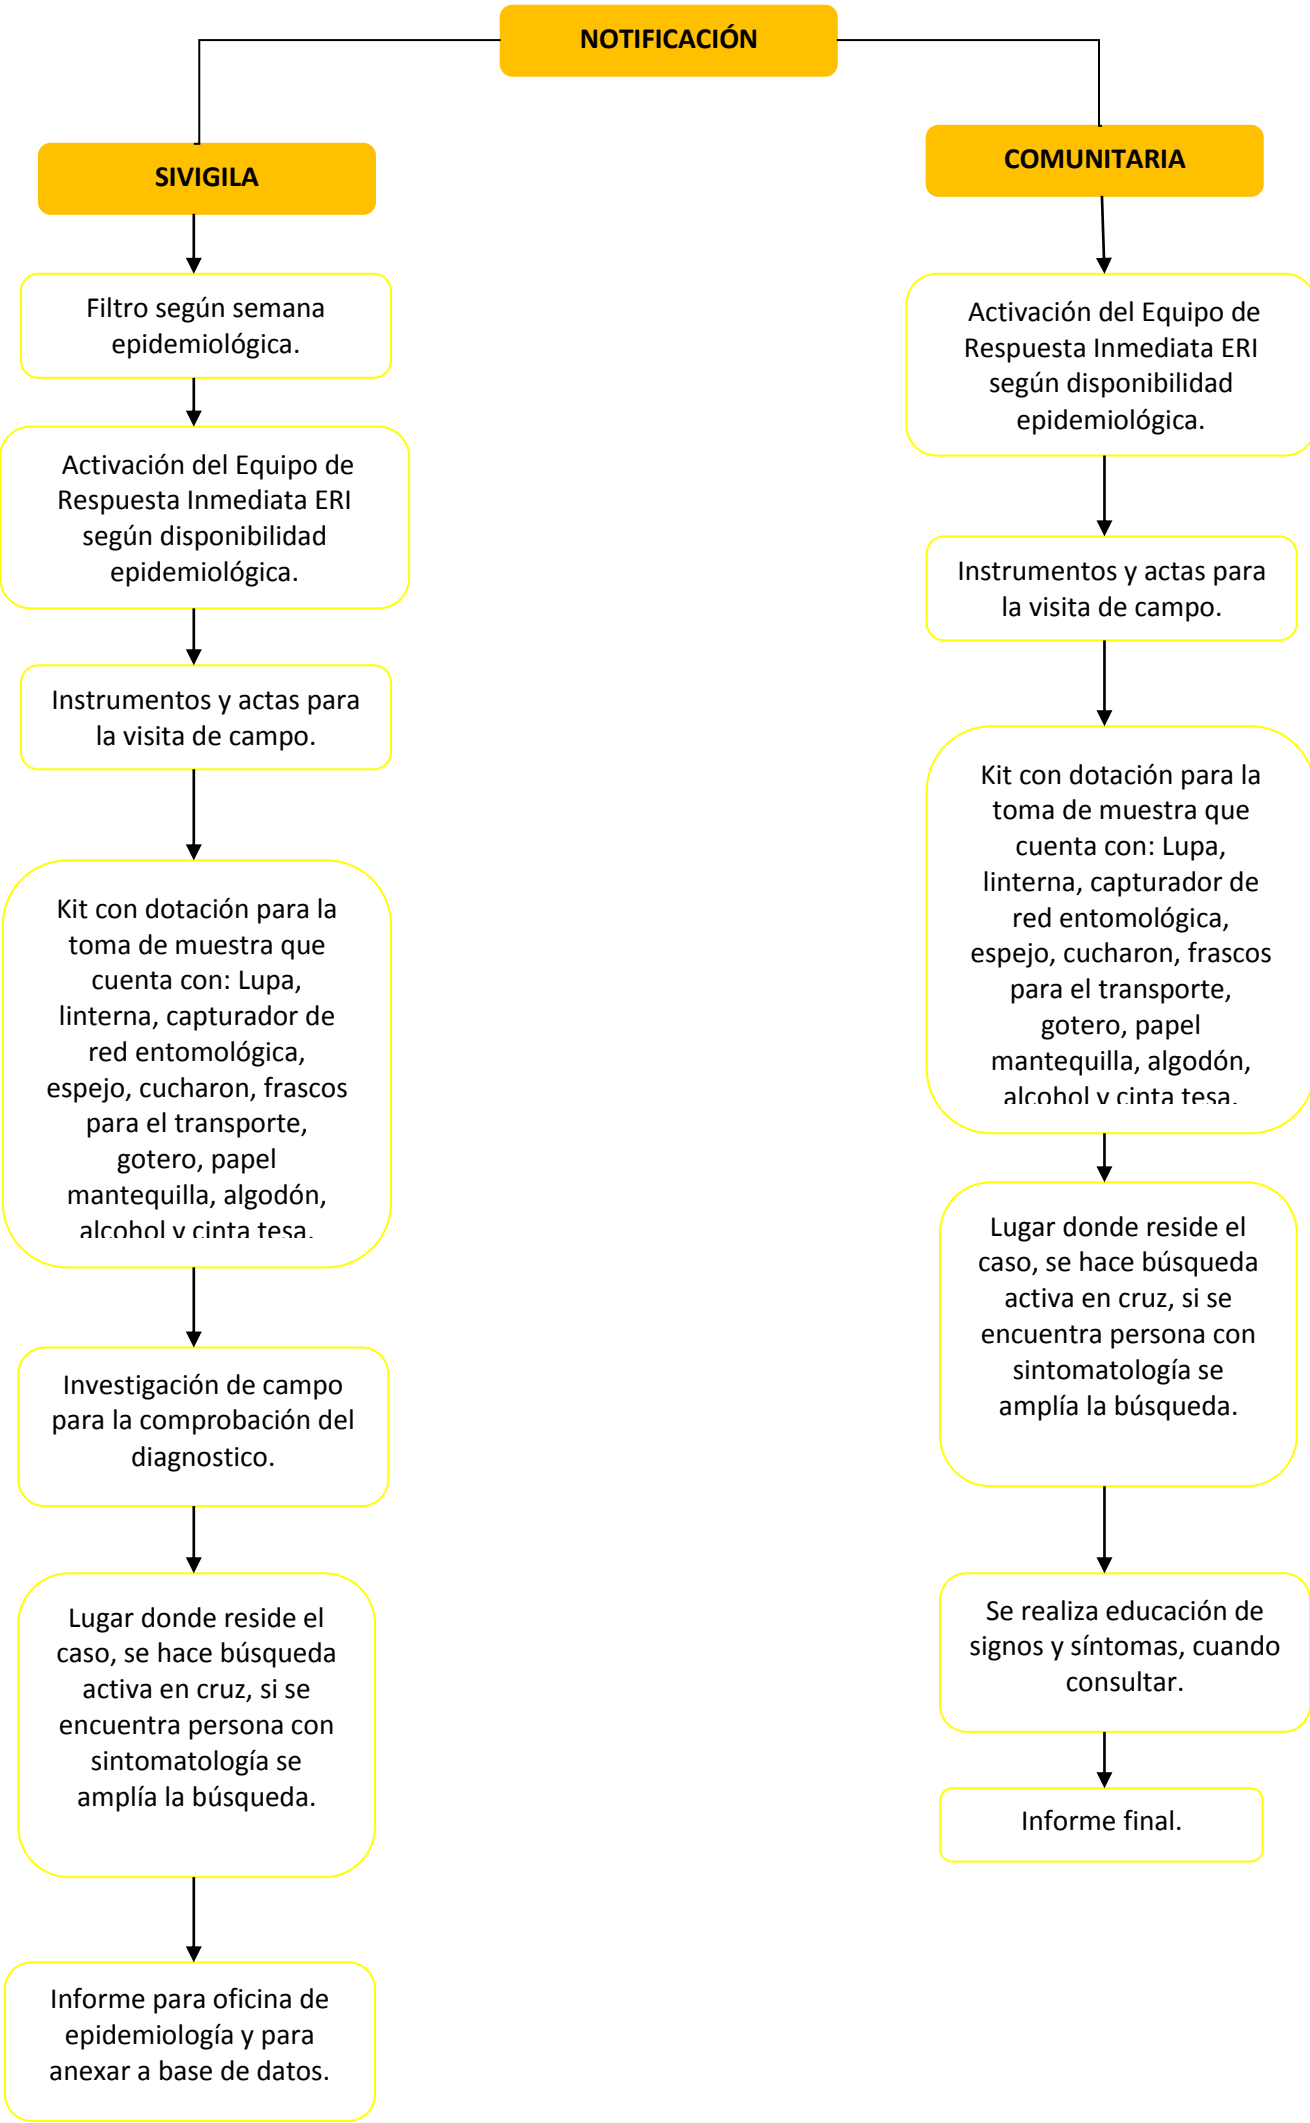 NOTIFICACIÓN
SIVIGILA
Filtro según semana
epidemiológica.
Activación del Equipo de
Respuesta Inmediata ERI
según disponibilidad
epidemiológica.
Instrumentos y actas para
la visita de campo.
Kit con dotación para la
toma de muestra que
cuenta con: Lupa,
linterna, capturador de
red entomológica,
espejo, cucharon, frascos
para el transporte,
gotero, papel
mantequilla, algodón,
alcohol y cinta tesa.
Investigación de campo
para la comprobación del
diagnostico.
Lugar donde reside el
caso, se hace búsqueda
activa en cruz, si se
encuentra persona con
sintomatología se
amplía la búsqueda.
Informe para oficina de
epidemiología y para
anexar a base de datos.
COMUNITARIA
Activación del Equipo de
Respuesta Inmediata ERI
según disponibilidad
epidemiológica.
Instrumentos y actas para
la visita de campo.
Kit con dotación para la
toma de muestra que
cuenta con: Lupa,
linterna, capturador de
red entomológica,
espejo, cucharon, frascos
para el transporte,
gotero, papel
mantequilla, algodón,
alcohol y cinta tesa.
Lugar donde reside el
caso, se hace búsqueda
activa en cruz, si se
encuentra persona con
sintomatología se
amplía la búsqueda.
Se realiza educación de
signos y síntomas, cuando
consultar.
Informe final.